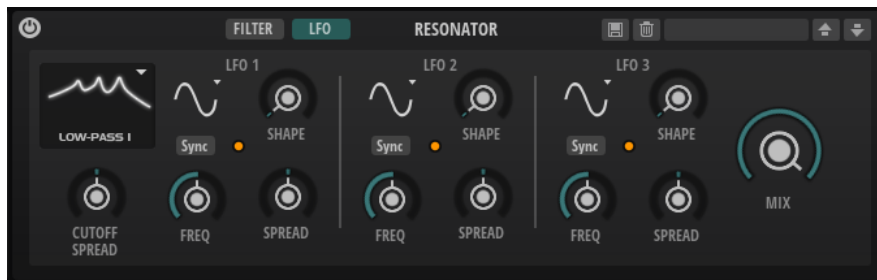 FILTER LFO RESONATOR
LFO 1 LFO 2 LFO 3
LOW-PASS I
SHAPE SHAPE SHAPE
Sync Sync Sync
MIX
CUTOFF SPREAD
FREQ SPREAD FREQ SPREAD FREQ SPREAD